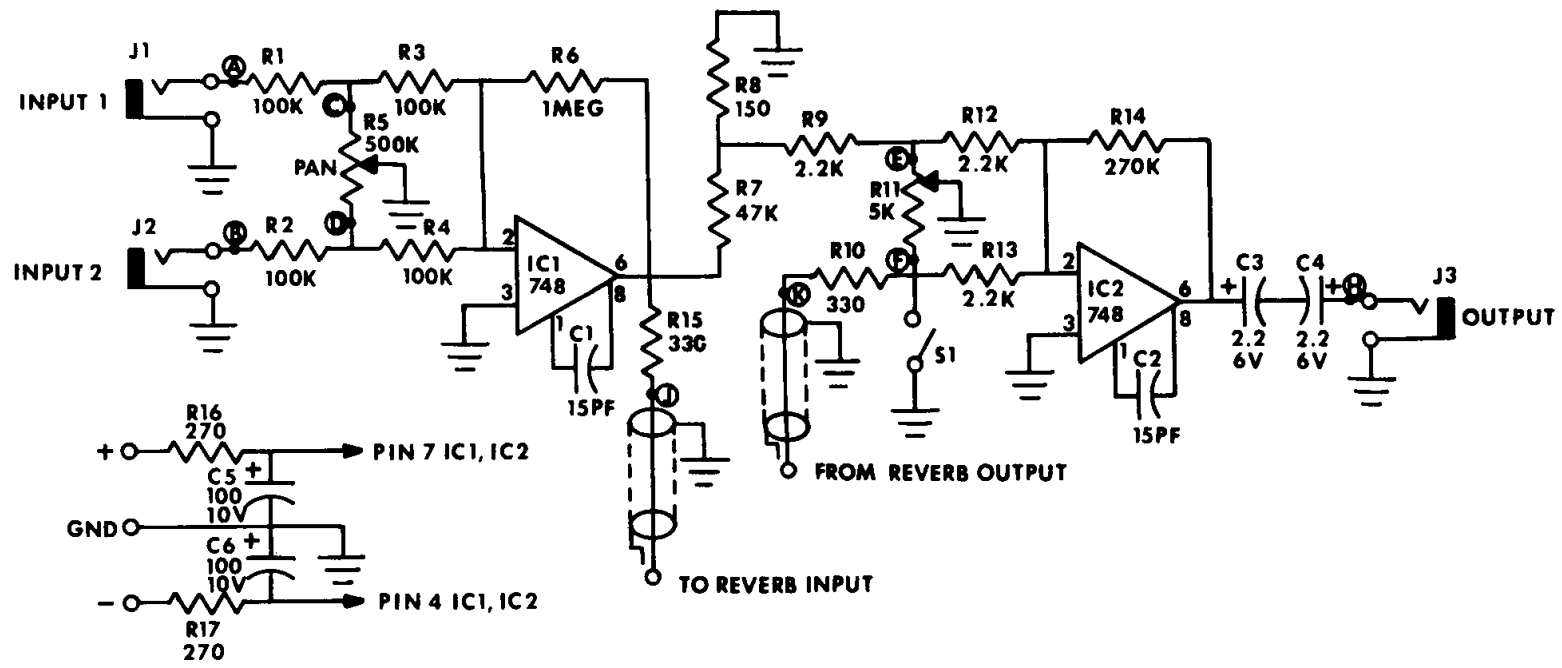 J1
INPUT 1
A
R1
100K
R3
100K
R6
1MEG
C
R5
500K
PAN
D
J2
INPUT 2
B
R2
100K
R4
100K
2
3
IC1
748
6
8
1
C1
15PF
R15
330
J
TO REVERB INPUT
R8
150
R7
47K
R9
2.2K
E
R11
5K
F
R12
2.2K
R14
270K
R10
330
K
R13
2.2K
S1
FROM REVERB OUTPUT
2
3
IC2
748
6
8
1
C2
15PF
+
C3
2.2
6V
C4
+
2.2
6V
H
J3
OUTPUT
R16
270
+
PIN 7 IC1, IC2
C5
+
100
10V
GND
C6
+
100
10V
−
PIN 4 IC1, IC2
R17
270